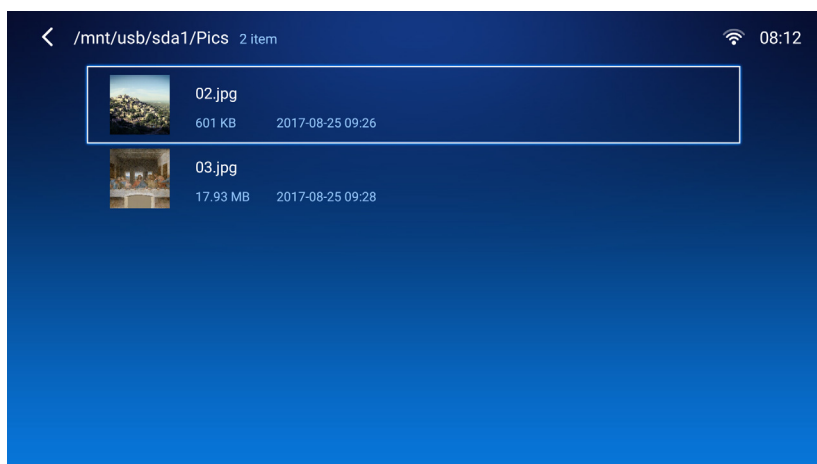 /mnt/usb/sda1/Pics 2 item 08:12
02.jpg
601 KB 2017-08-25 09:26
03.jpg
17.93 MB 2017-08-25 09:28